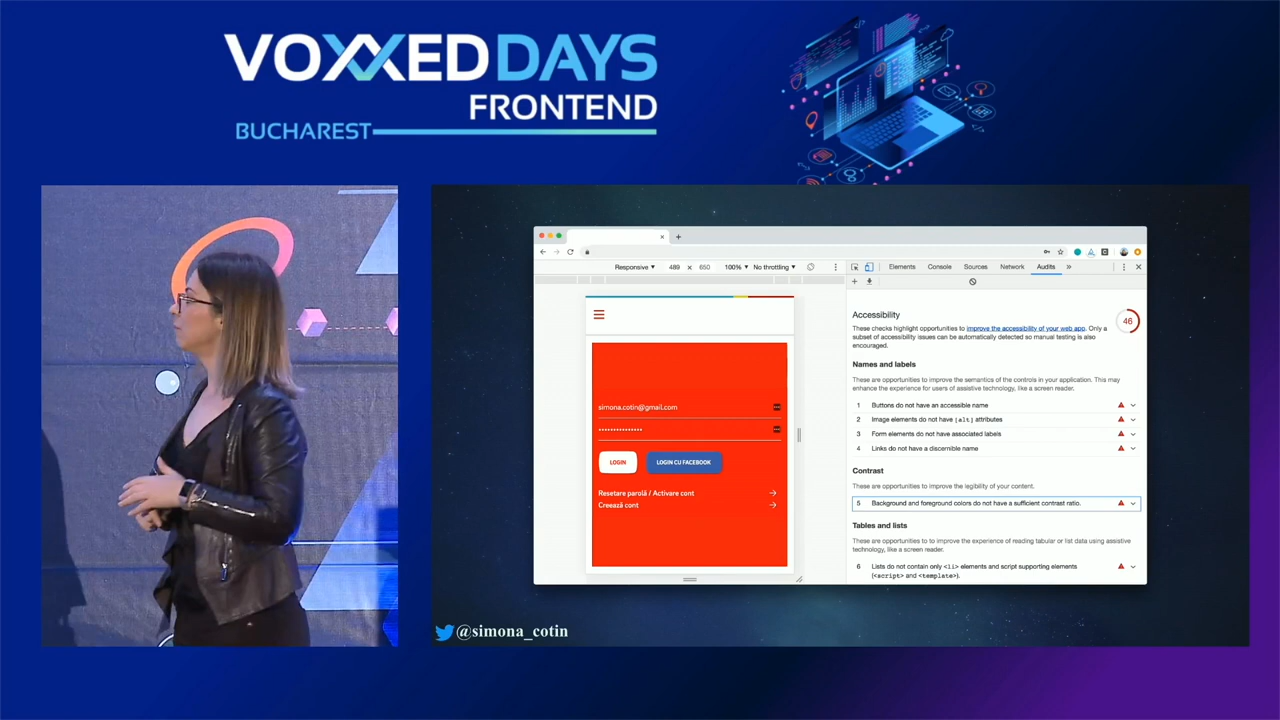 VOXXED DAYS
FRONTEND
BUCHAREST
Responsive ▾ 489 × 650 100% ▾ No throttling ▾
Elements Console Sources Network Audits »
Accessibility
46
These checks highlight opportunities to improve the accessibility of your web app. Only a
subset of accessibility issues can be automatically detected so manual testing is also
encouraged.
Names and labels
These are opportunities to improve the semantics of the controls in your application. This may
enhance the experience for users of assistive technology, like a screen reader.
1 Buttons do not have an accessible name
2 Image elements do not have [alt] attributes
3 Form elements do not have associated labels
4 Links do not have a discernible name
Contrast
These are opportunities to improve the legibility of your content.
5 Background and foreground colors do not have a sufficient contrast ratio.
Tables and lists
These are opportunities to to improve the experience of reading tabular or list data using assistive
technology, like a screen reader.
6 Lists do not contain only <li> elements and script supporting elements
(<script> and <template>).
simona.cotin@gmail.com
LOGIN LOGIN CU FACEBOOK
Resetare parolă / Activare cont
Creează cont
@simona_cotin